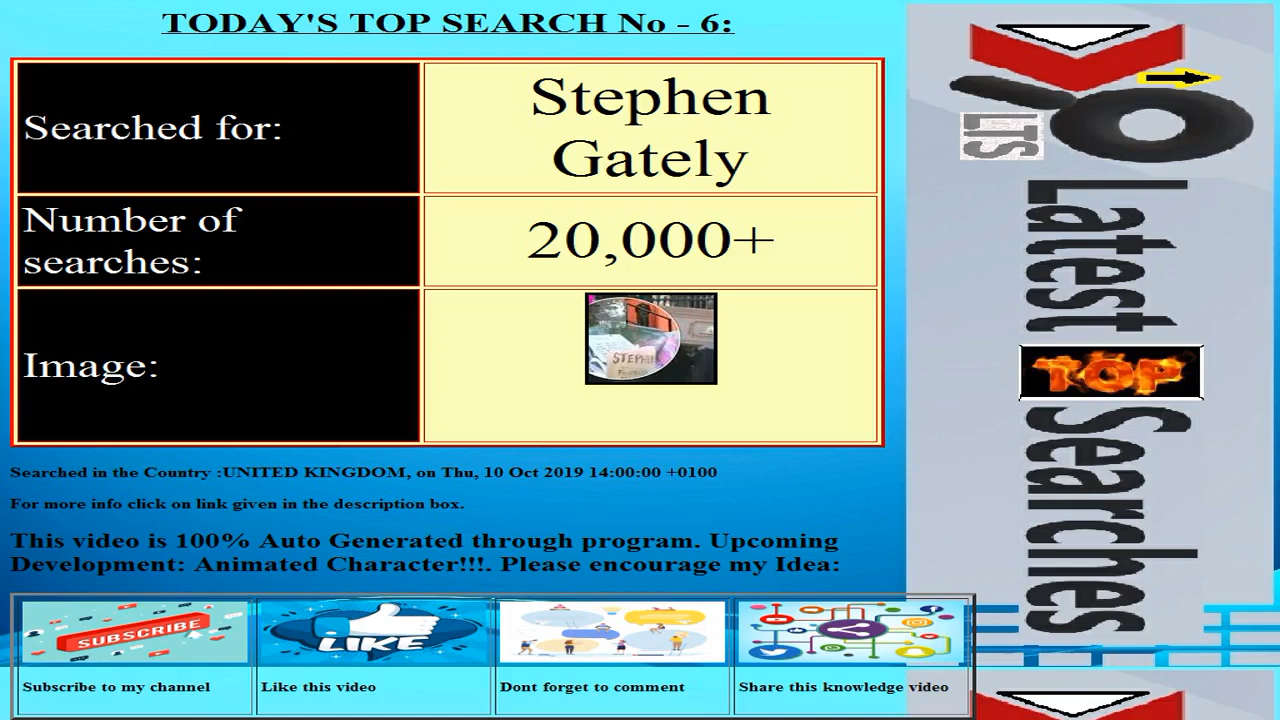 TODAY'S TOP SEARCH No - 6:
Searched for:
Stephen
Gately
Number of
searches:
20,000+
Image:
STEPH
Searched in the Country :UNITED KINGDOM, on Thu, 10 Oct 2019 14:00:00 +0100
For more info click on link given in the description box.
This video is 100% Auto Generated through program. Upcoming
Development: Animated Character!!!. Please encourage my Idea:
SUBSCRIBE
LIKE
Subscribe to my channel
Like this video
Dont forget to comment
Share this knowledge video
LTS
Latest
TOP
Searches